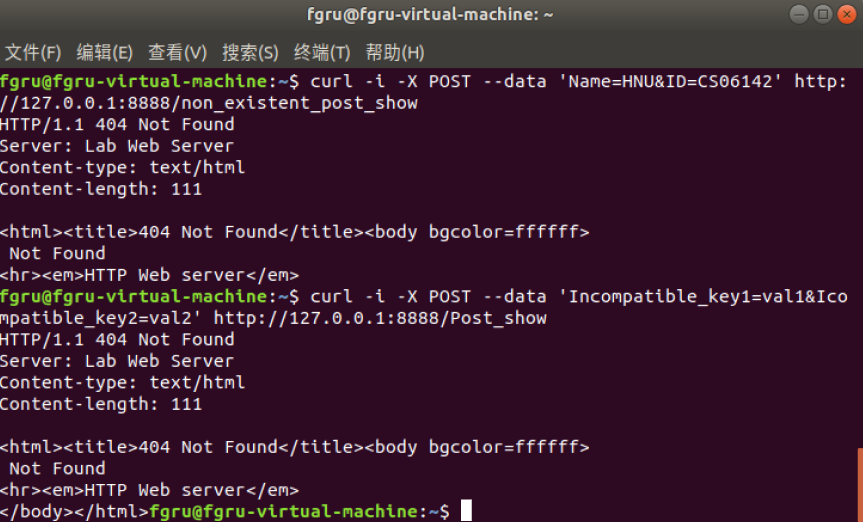 fgru@fgru-virtual-machine: ~
文件(F) 编辑(E) 查看(V) 搜索(S) 终端(T) 帮助(H)
fgru@fgru-virtual-machine:~$ curl -i -X POST --data 'Name=HNU&ID=CS06142' http:
//127.0.0.1:8888/non_existent_post_show
HTTP/1.1 404 Not Found
Server: Lab Web Server
Content-type: text/html
Content-length: 111
<html><title>404 Not Found</title><body bgcolor=ffffff>
Not Found
<hr><em>HTTP Web server</em>
fgru@fgru-virtual-machine:~$ curl -i -X POST --data 'Incompatible_key1=val1&Ico
mpatible_key2=val2' http://127.0.0.1:8888/Post_show
HTTP/1.1 404 Not Found
Server: Lab Web Server
Content-type: text/html
Content-length: 111
<html><title>404 Not Found</title><body bgcolor=ffffff>
Not Found
<hr><em>HTTP Web server</em>
</body></html>fgru@fgru-virtual-machine:~$